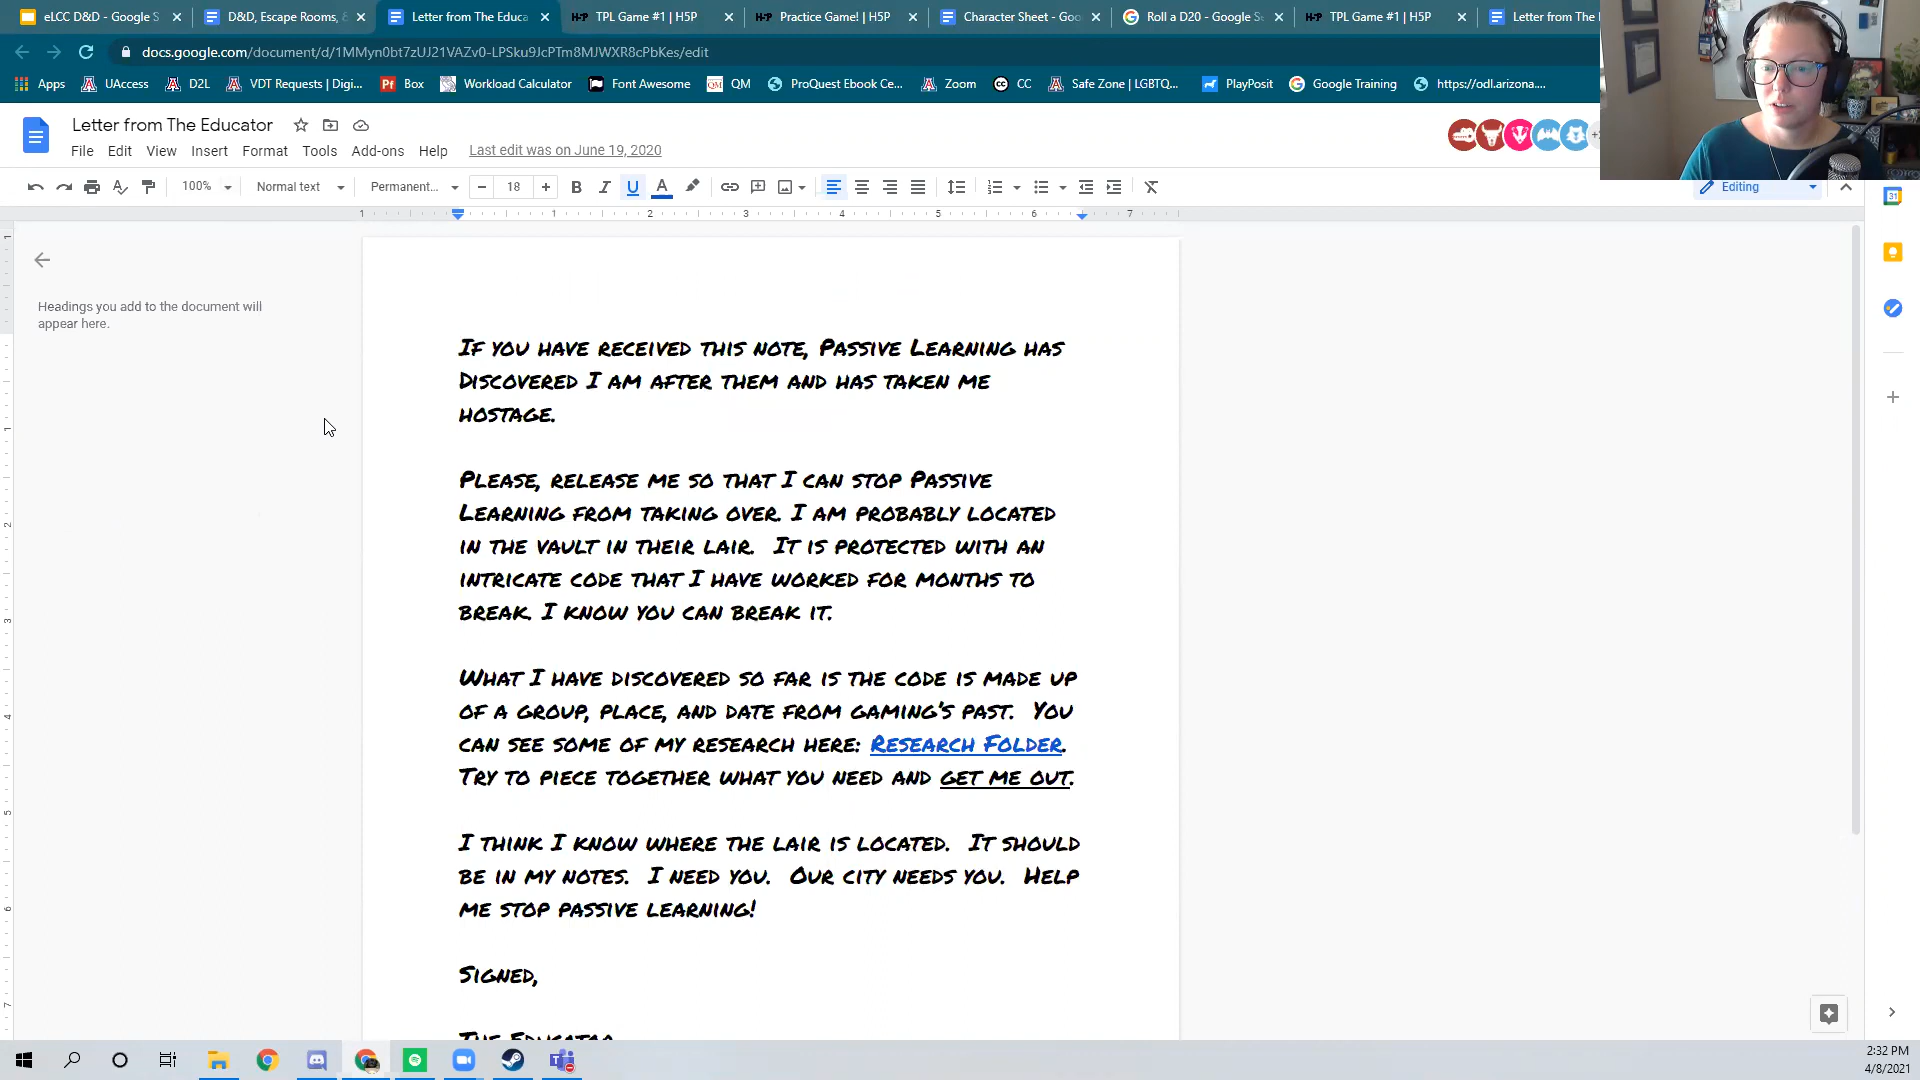 eLCC D&D - Google S
D&D, Escape Rooms, &
Letter from The Educa
H-P TPL Game #1 | H5P
H-P Practice Game! | H5P
Character Sheet - Goo
Roll a D20 - Google Se
H-P TPL Game #1 | H5P
Letter from The
docs.google.com/document/d/1MMyn0bt7zUJ21VAZv0-LPSku9JcPTm8MJWXR8cPbKes/edit
Apps UAccess D2L VDT Requests | Digi... Box Workload Calculator Font Awesome QM ProQuest Ebook Ce... Zoom CC Safe Zone | LGBTQ... PlayPosit Google Training https://odl.arizona....
Letter from The Educator
File Edit View Insert Format Tools Add-ons Help Last edit was on June 19, 2020
100% Normal text Permanent... 18 B I U A Editing
1 1 2 3 4 5 6 7
Headings you add to the document will
appear here.
If you have received this note, Passive Learning has
Discovered I am after them and has taken me
hostage.
Please, release me so that I can stop Passive
Learning from taking over. I am probably located
in the vault in their lair. It is protected with an
intricate code that I have worked for months to
break. I know you can break it.
What I have discovered so far is the code is made up
of a group, place, and date from gaming's past. You
can see some of my research here: Research Folder.
Try to piece together what you need and get me out.
I think I know where the lair is located. It should
be in my notes. I need you. Our city needs you. Help
me stop passive learning!
Signed,
The Educator
2:32 PM
4/8/2021